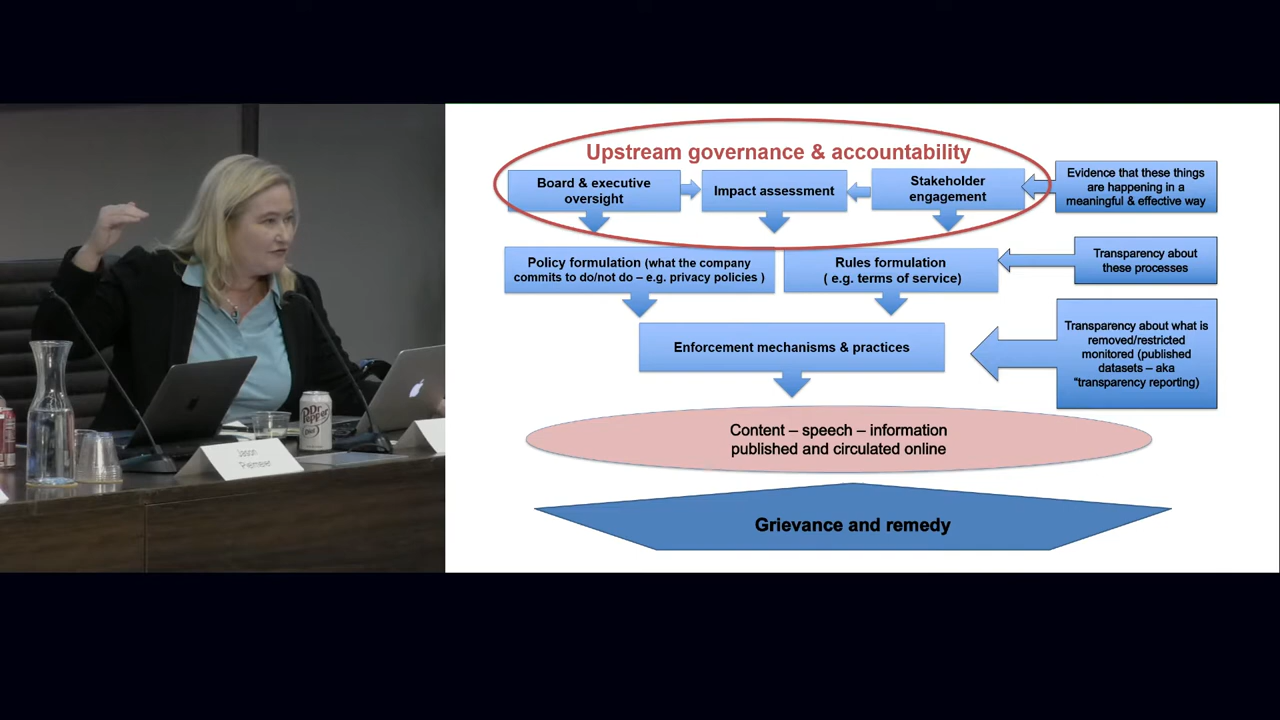 Upstream governance & accountability
Board & executive
oversight
Impact assessment
Stakeholder
engagement
Evidence that these things
are happening in a
meaningful & effective way
Policy formulation (what the company
commits to do/not do – e.g. privacy policies )
Rules formulation
( e.g. terms of service)
Transparency about
these processes
Enforcement mechanisms & practices
Transparency about what is
removed/restricted
monitored (published
datasets – aka
"transparency reporting)
Content – speech – information
published and circulated online
Grievance and remedy
Dr
Pepper
diet
Jason